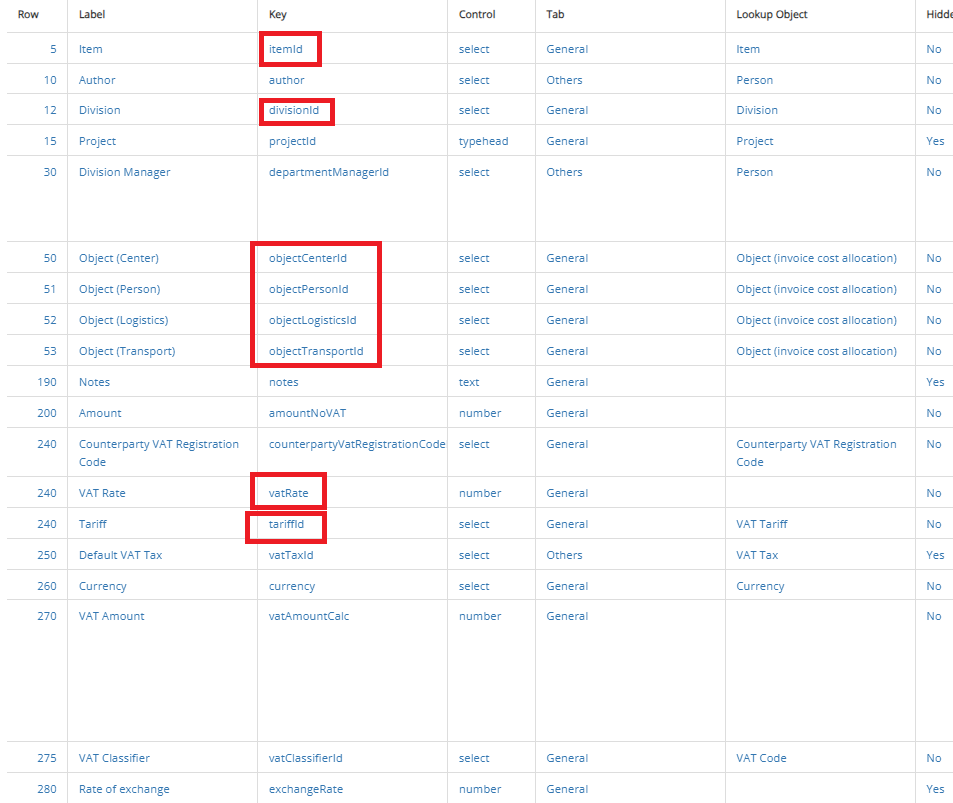 Row Label Key Control Tab Lookup Object Hidde
5 Item itemId select General Item No
10 Author author select Others Person No
12 Division divisionId select General Division No
15 Project projectId typehead General Project Yes
30 Division Manager departmentManagerId select Others Person No
50 Object (Center) objectCenterId select General Object (invoice cost allocation) No
51 Object (Person) objectPersonId select General Object (invoice cost allocation) No
52 Object (Logistics) objectLogisticsId select General Object (invoice cost allocation) No
53 Object (Transport) objectTransportId select General Object (invoice cost allocation) No
190 Notes notes text General Yes
200 Amount amountNoVAT number General No
240 Counterparty VAT Registration counterpartyVatRegistrationCode select General Counterparty VAT Registration No
Code Code
240 VAT Rate vatRate number General No
240 Tariff tariffId select General VAT Tariff No
250 Default VAT Tax vatTaxId select Others VAT Tax Yes
260 Currency currency select General Currency No
270 VAT Amount vatAmountCalc number General No
275 VAT Classifier vatClassifierId select General VAT Code No
280 Rate of exchange exchangeRate number General Yes